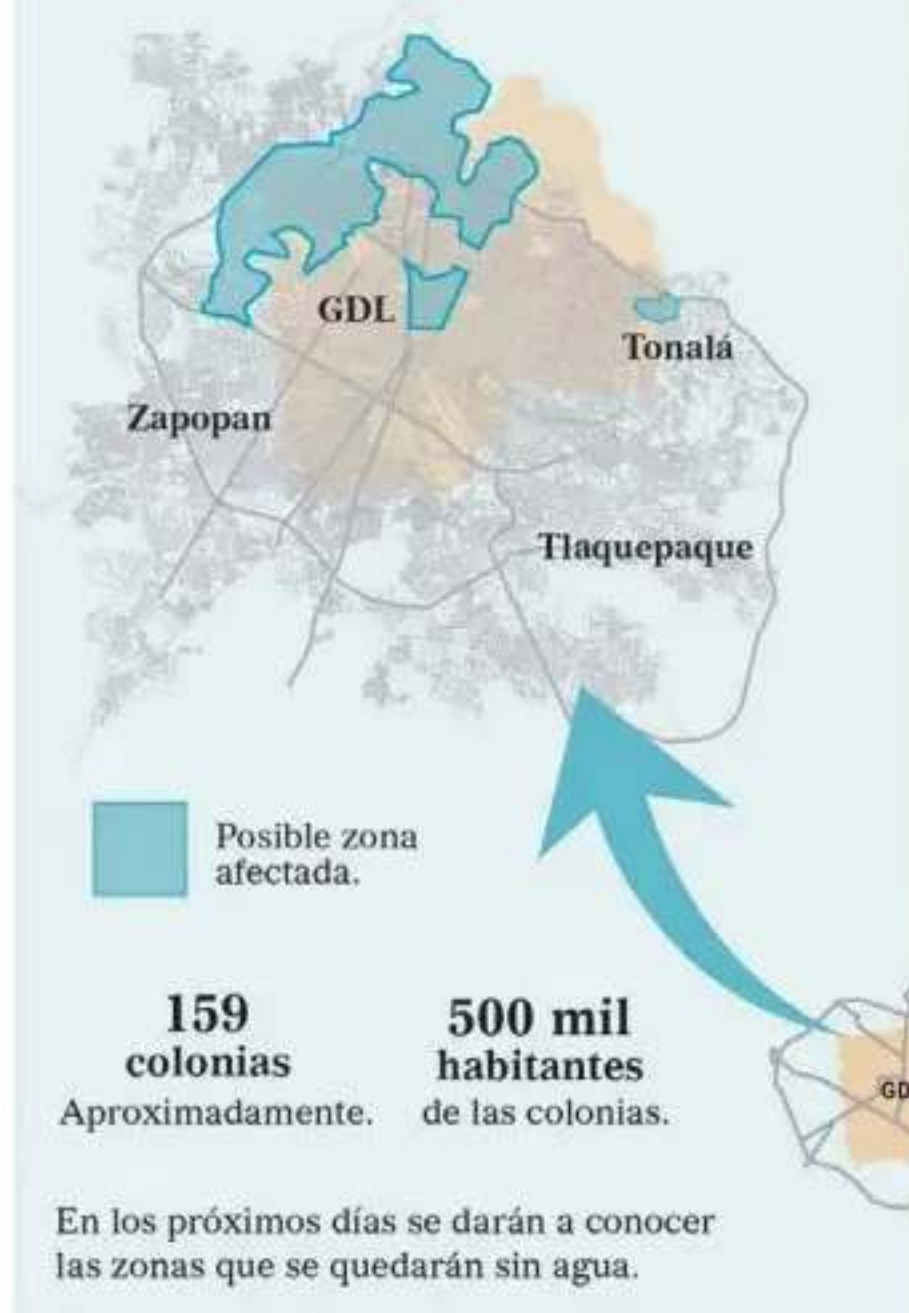 GDL
Tonalá
Zapopan
Tlaquepaque
Posible zona
afectada.
159
colonias
Aproximadamente.
500 mil
habitantes
de las colonias.
GD
En los próximos días se darán a conocer
las zonas que se quedarán sin agua.